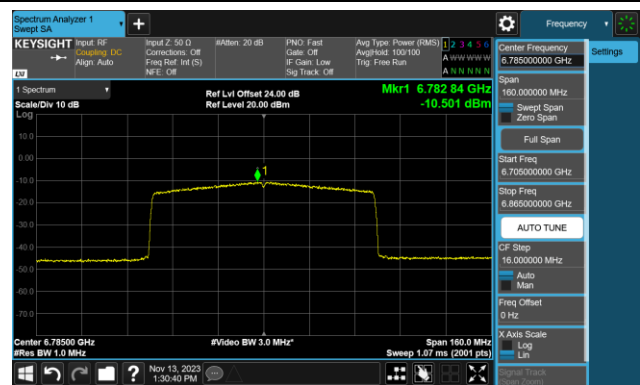 Spectrum Analyzer 1
Swept SA
Frequency
KEYSIGHT
Input: RF
Coupling: DC
Align: Auto
Input Z: 50 Ω
Corrections: Off
Freq Ref: Int (S)
NFE: Off
#Atten: 20 dB
PNO: Fast
Gate: Off
IF Gain: Low
Sig Track: Off
Avg Type: Power (RMS)
Avg|Hold: 100/100
Trig: Free Run
1 2 3 4 5 6
A W W W W W
A N N N N N
LXI
1 Spectrum
Scale/Div 10 dB
Log
Ref Lvl Offset 24.00 dB
Ref Level 20.00 dBm
Mkr1 6.782 84 GHz
-10.501 dBm
10.0
0.00
-10.0
-20.0
-30.0
-40.0
-50.0
-60.0
-70.0
1
Center 6.78500 GHz
#Res BW 1.0 MHz
#Video BW 3.0 MHz*
Span 160.0 MHz
Sweep 1.07 ms (2001 pts)
Nov 13, 2023
1:30:40 PM
Center Frequency
6.785000000 GHz
Settings
Span
160.000000 MHz
Swept Span
Zero Span
Full Span
Start Freq
6.705000000 GHz
Stop Freq
6.865000000 GHz
AUTO TUNE
CF Step
16.000000 MHz
Auto
Man
Freq Offset
0 Hz
X Axis Scale
Log
Lin
Signal Track
(Span Zoom)